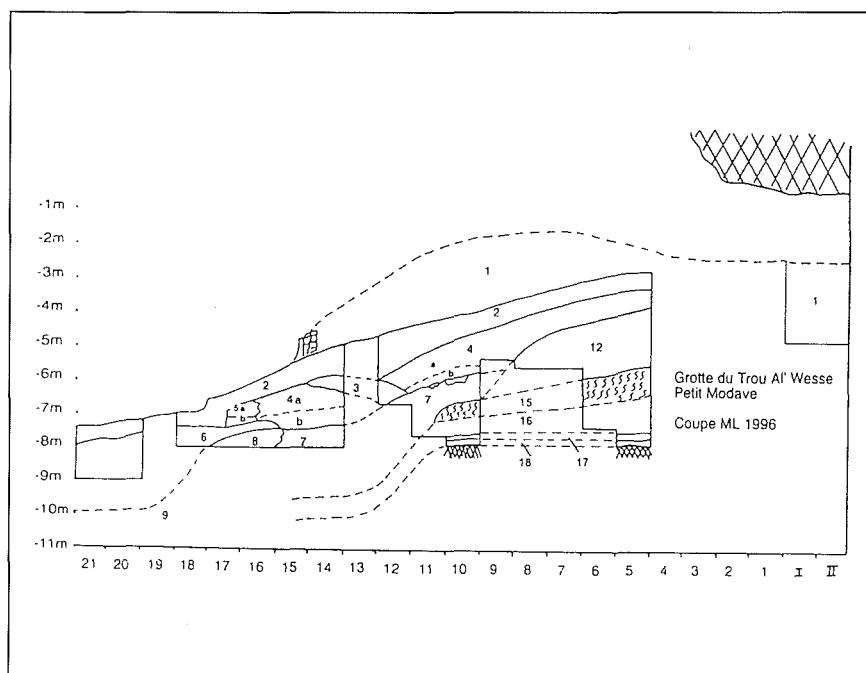 -1m
-2m
-3m
-4m
-5m
-6m
-7m
-8m
-9m
-10m
-11m
1
1
2
4
12
a
b
2
3
4 a
5a
b
b
7
15
16
6
8
7
17
18
9
Grotte du Trou Al' Wesse
Petit Modave
Coupe ML 1996
21 20 19 18 17 16 15 14 13 12 11 10 9 8 7 6 5 4 3 2 1 I II